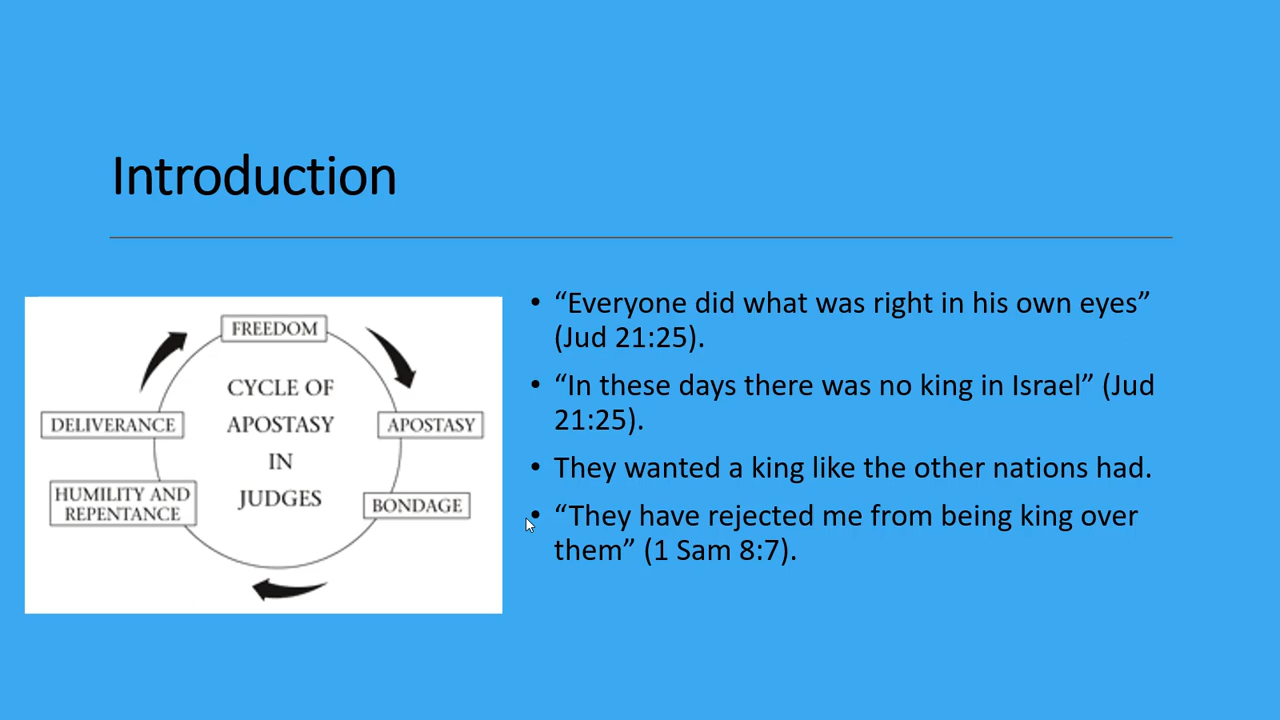 Introduction
FREEDOM
CYCLE OF
APOSTASY
IN
JUDGES
DELIVERANCE
APOSTASY
HUMILITY AND
REPENTANCE
BONDAGE
• “Everyone did what was right in his own eyes”
(Jud 21:25).
• “In these days there was no king in Israel” (Jud
21:25).
• They wanted a king like the other nations had.
• “They have rejected me from being king over
them” (1 Sam 8:7).